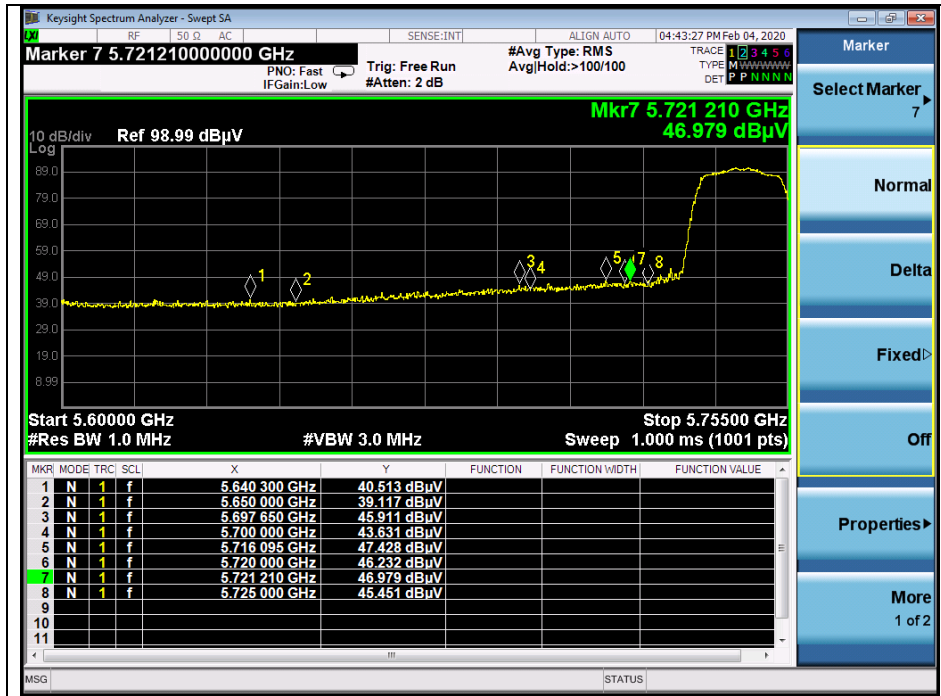 Keysight Spectrum Analyzer - Swept SA
LXI RF 50 Ω AC SENSE:INT ALIGN AUTO 04:43:27 PM Feb 04, 2020
Marker 7 5.721210000000 GHz
PNO: Fast
IFGain:Low
Trig: Free Run
#Atten: 2 dB
#Avg Type: RMS
Avg|Hold:>100/100
TRACE 1 2 3 4 5 6
TYPE M W W W W W
DET P P N N N N
Mkr7 5.721 210 GHz
46.979 dBµV
10 dB/div Ref 98.99 dBµV
Log
89.0
79.0
69.0
59.0
49.0
39.0
29.0
19.0
8.99
1
2
3
4
5
7
8
Start 5.60000 GHz Stop 5.75500 GHz
#Res BW 1.0 MHz #VBW 3.0 MHz Sweep 1.000 ms (1001 pts)
MKR MODE TRC SCL X Y FUNCTION FUNCTION WIDTH FUNCTION VALUE
1 N 1 f 5.640 300 GHz 40.513 dBµV
2 N 1 f 5.650 000 GHz 39.117 dBµV
3 N 1 f 5.697 650 GHz 45.911 dBµV
4 N 1 f 5.700 000 GHz 43.631 dBµV
5 N 1 f 5.716 095 GHz 47.428 dBµV
6 N 1 f 5.720 000 GHz 46.232 dBµV
7 N 1 f 5.721 210 GHz 46.979 dBµV
8 N 1 f 5.725 000 GHz 45.451 dBµV
9
10
11
MSG STATUS
Marker
Select Marker
7
Normal
Delta
Fixed
Off
Properties
More
1 of 2